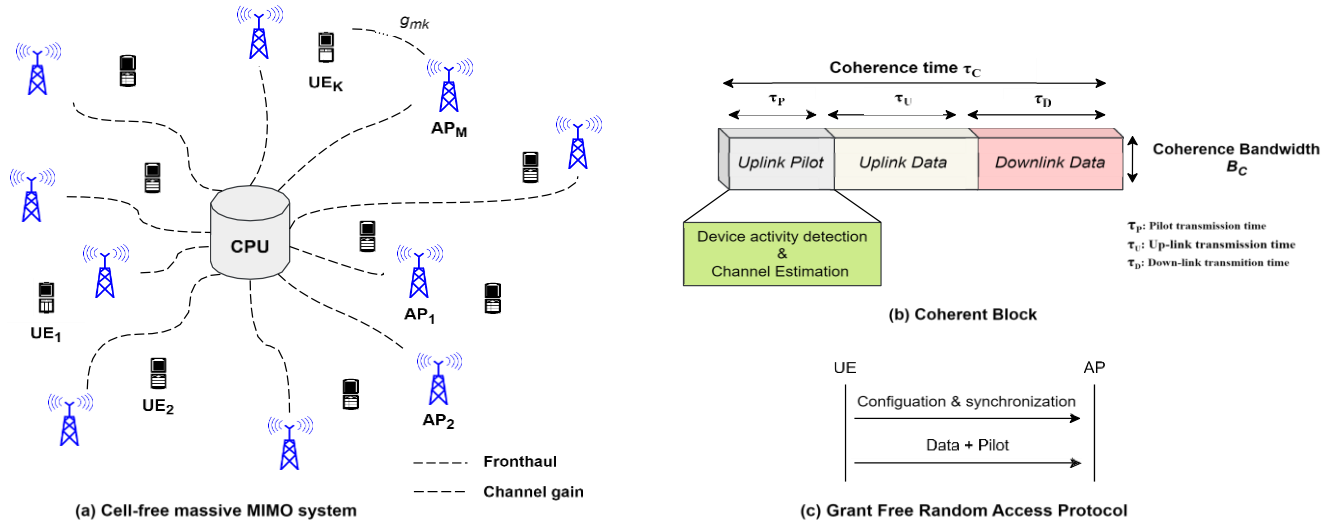 g_mk
UE_K
AP_M
CPU
UE_1
AP_1
UE_2
AP_2
Fronthaul
Channel gain
(a) Cell-free massive MIMO system
Coherence time τ_C
τ_P
τ_U
τ_D
Uplink Pilot
Uplink Data
Downlink Data
Coherence Bandwidth
B_C
Device activity detection
&
Channel Estimation
τ_P: Pilot transmission time
τ_U: Up-link transmission time
τ_D: Down-link transmition time
(b) Coherent Block
UE
AP
Configuation & synchronization
Data + Pilot
(c) Grant Free Random Access Protocol